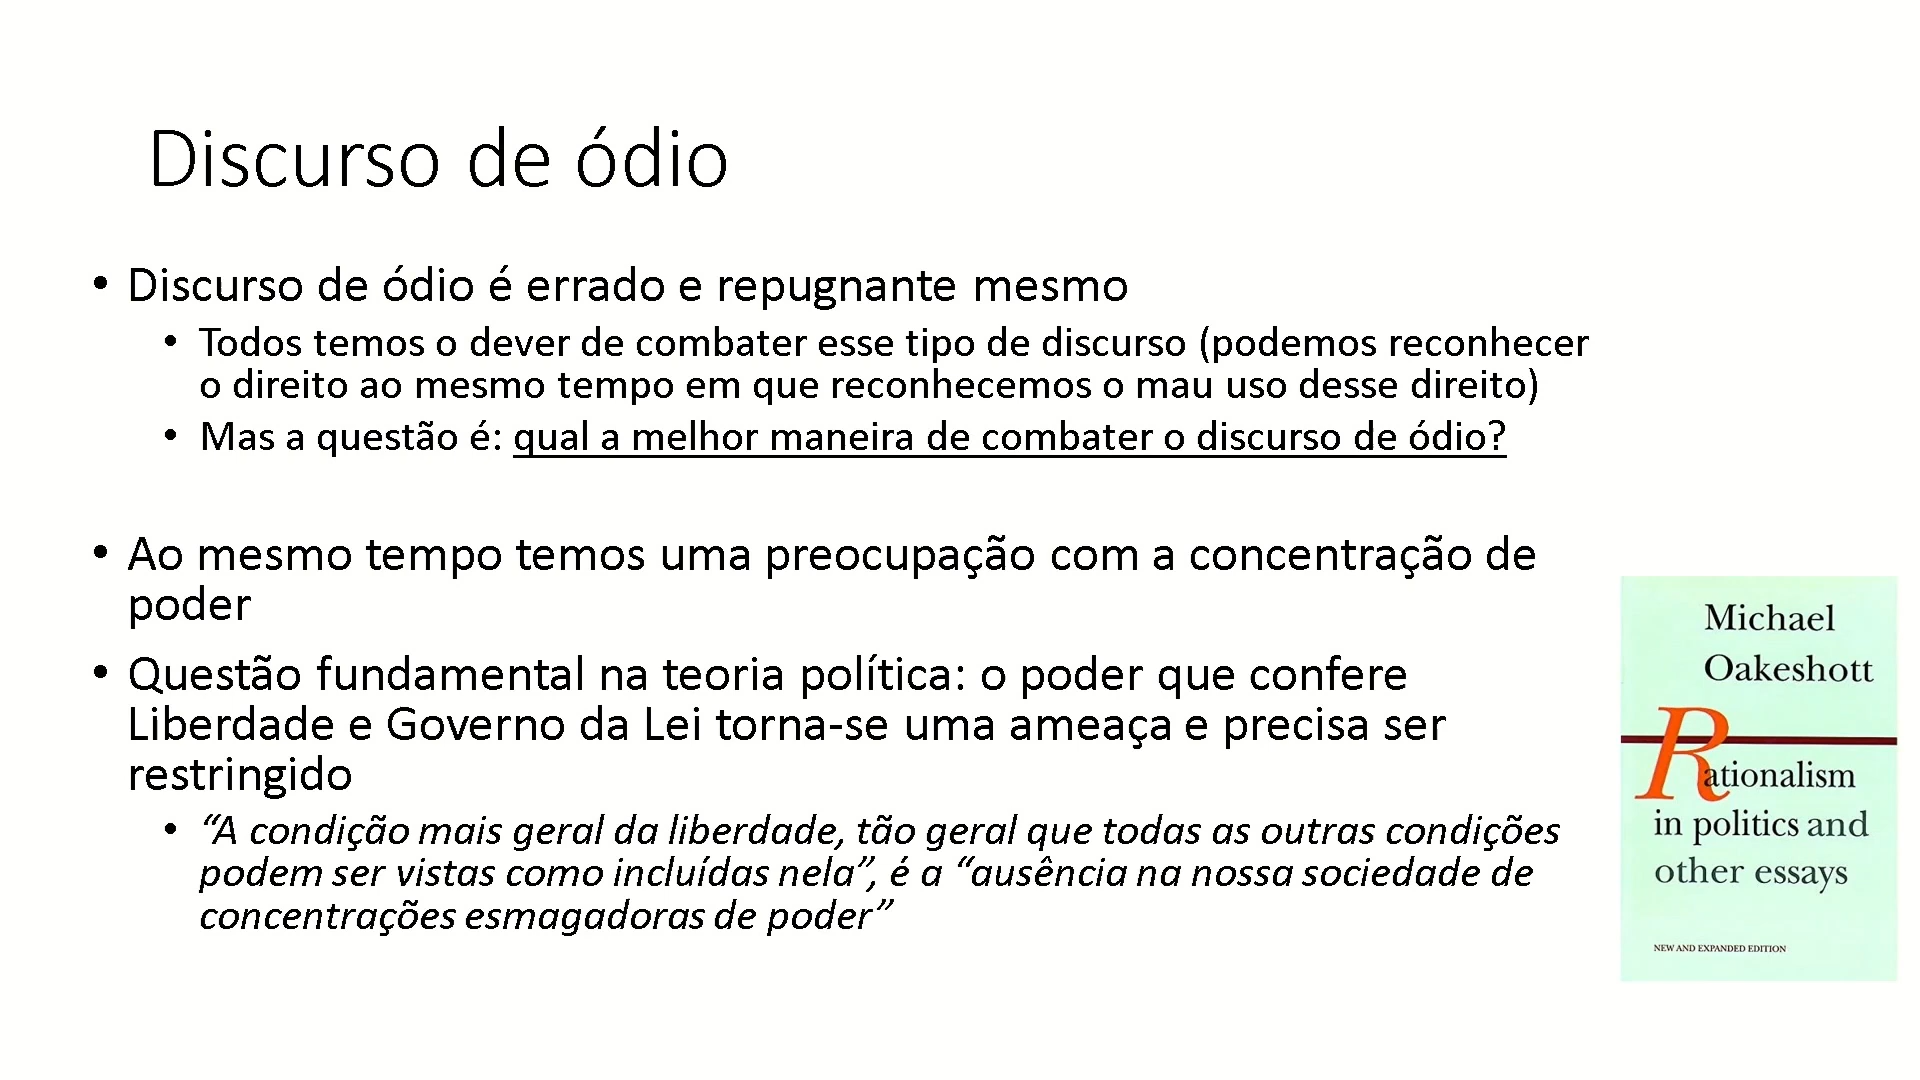 Discurso de ódio
• Discurso de ódio é errado e repugnante mesmo
• Todos temos o dever de combater esse tipo de discurso (podemos reconhecer
o direito ao mesmo tempo em que reconhecemos o mau uso desse direito)
• Mas a questão é: qual a melhor maneira de combater o discurso de ódio?
• Ao mesmo tempo temos uma preocupação com a concentração de
poder
• Questão fundamental na teoria política: o poder que confere
Liberdade e Governo da Lei torna-se uma ameaça e precisa ser
restringido
• “A condição mais geral da liberdade, tão geral que todas as outras condições
podem ser vistas como incluídas nela”, é a “ausência na nossa sociedade de
concentrações esmagadoras de poder”
Michael
Oakeshott
Rationalism
in politics and
other essays
NEW AND EXPANDED EDITION